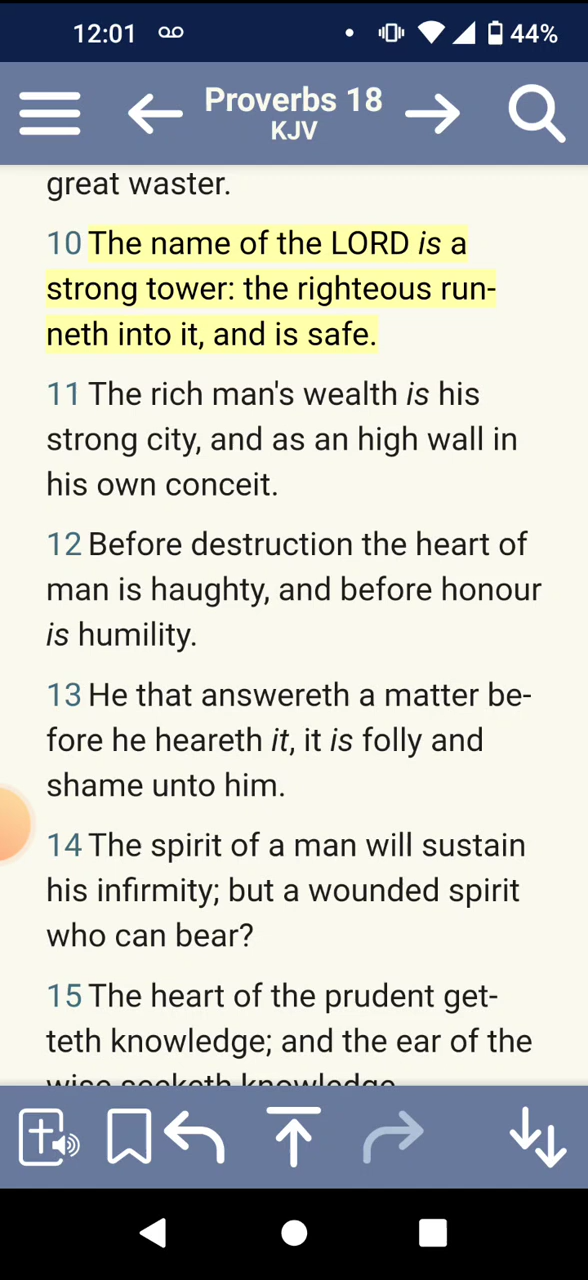 12:01 44%
Proverbs 18
KJV
great waster.
10 The name of the LORD is a
strong tower: the righteous run-
neth into it, and is safe.
11 The rich man's wealth is his
strong city, and as an high wall in
his own conceit.
12 Before destruction the heart of
man is haughty, and before honour
is humility.
13 He that answereth a matter be-
fore he heareth it, it is folly and
shame unto him.
14 The spirit of a man will sustain
his infirmity; but a wounded spirit
who can bear?
15 The heart of the prudent get-
teth knowledge; and the ear of the
wise seeketh knowledge.